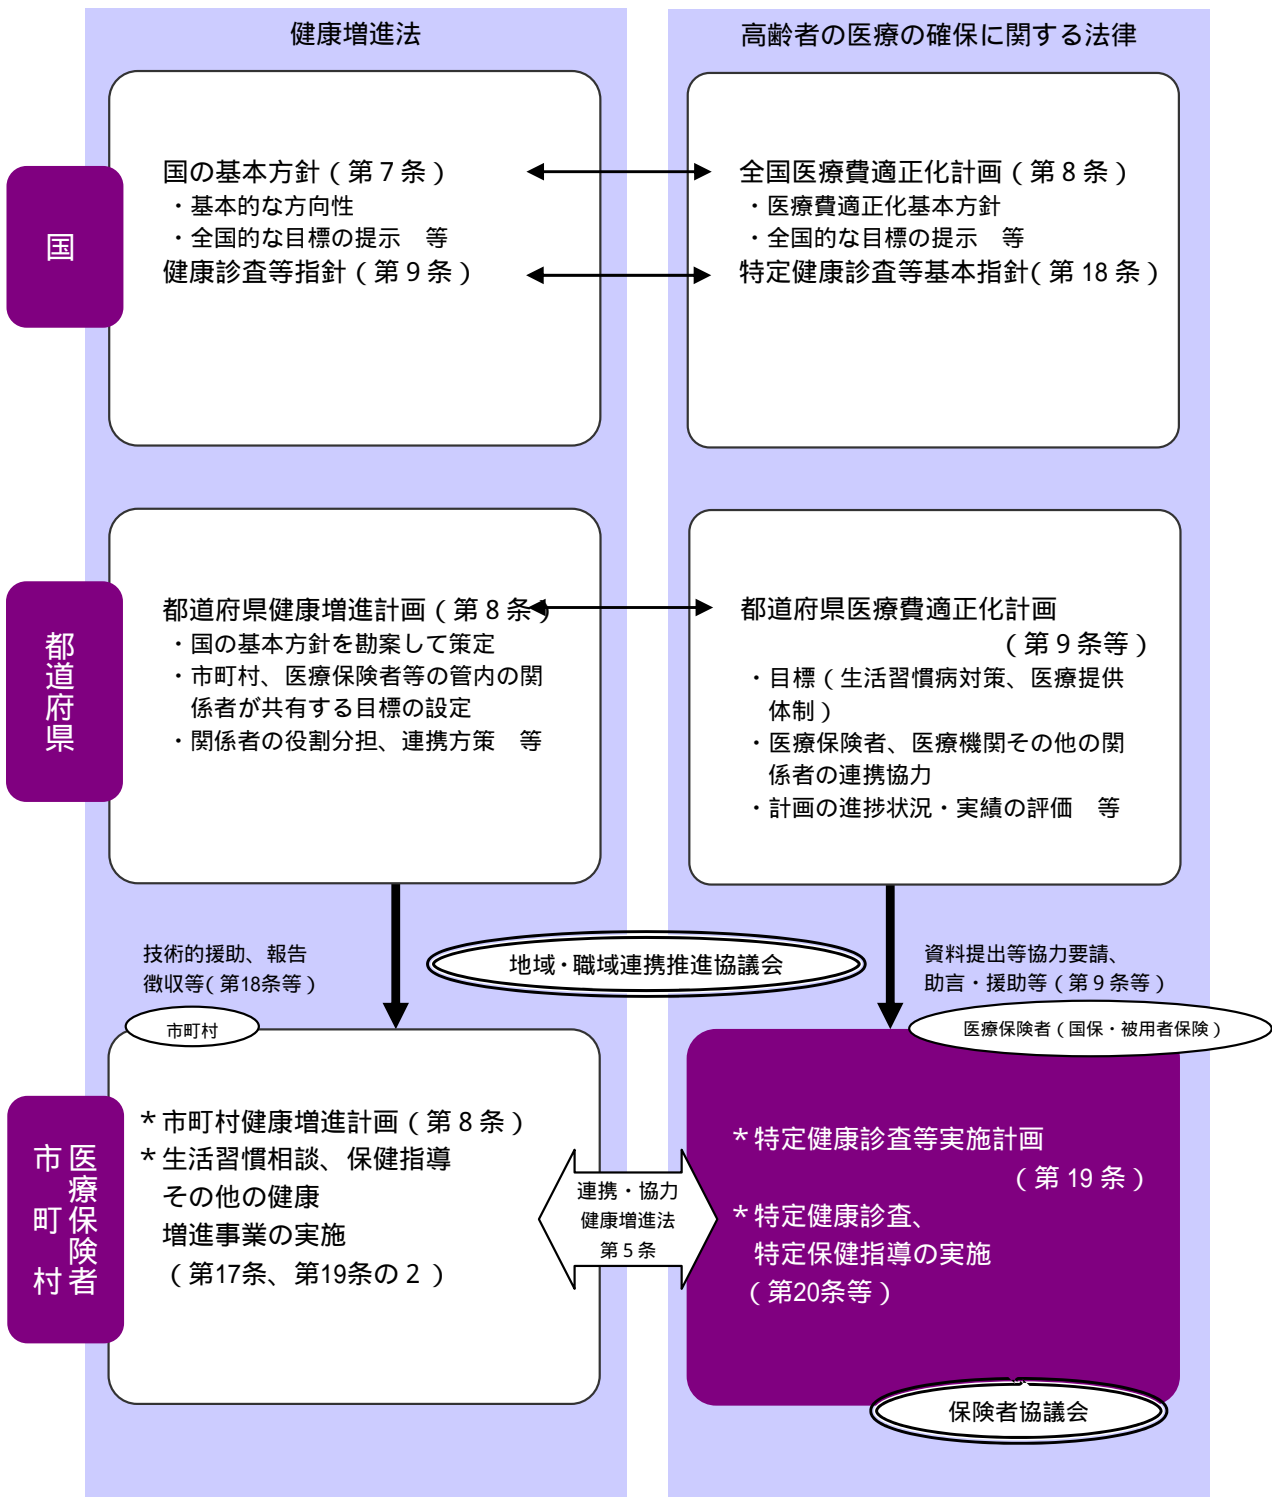 健康増進法
高齢者の医療の確保に関する法律
国
国の基本方針（第７条）
・基本的な方向性
・全国的な目標の提示　等
健康診査等指針（第９条）
全国医療費適正化計画（第８条）
・医療費適正化基本方針
・全国的な目標の提示　等
特定健康診査等基本指針（第 18 条）
都道府県
都道府県健康増進計画（第８条）
・国の基本方針を勘案して策定
・市町村、医療保険者等の管内の関
係者が共有する目標の設定
・関係者の役割分担、連携方策　等
都道府県医療費適正化計画
（第９条等）
・目標（生活習慣病対策、医療提供
体制）
・医療保険者、医療機関その他の関
係者の連携協力
・計画の進捗状況・実績の評価　等
技術的援助、報告
徴収等（第18条等）
地域・職域連携推進協議会
資料提出等協力要請、
助言・援助等（第９条等）
市町村
医療保険者（国保・被用者保険）
医療保険者
市町村
＊市町村健康増進計画（第８条）
＊生活習慣相談、保健指導
その他の健康
増進事業の実施
（第17条、第19条の２）
連携・協力
健康増進法
第５条
＊特定健康診査等実施計画
（第 19 条）
＊特定健康診査、
特定保健指導の実施
（第20条等）
保険者協議会